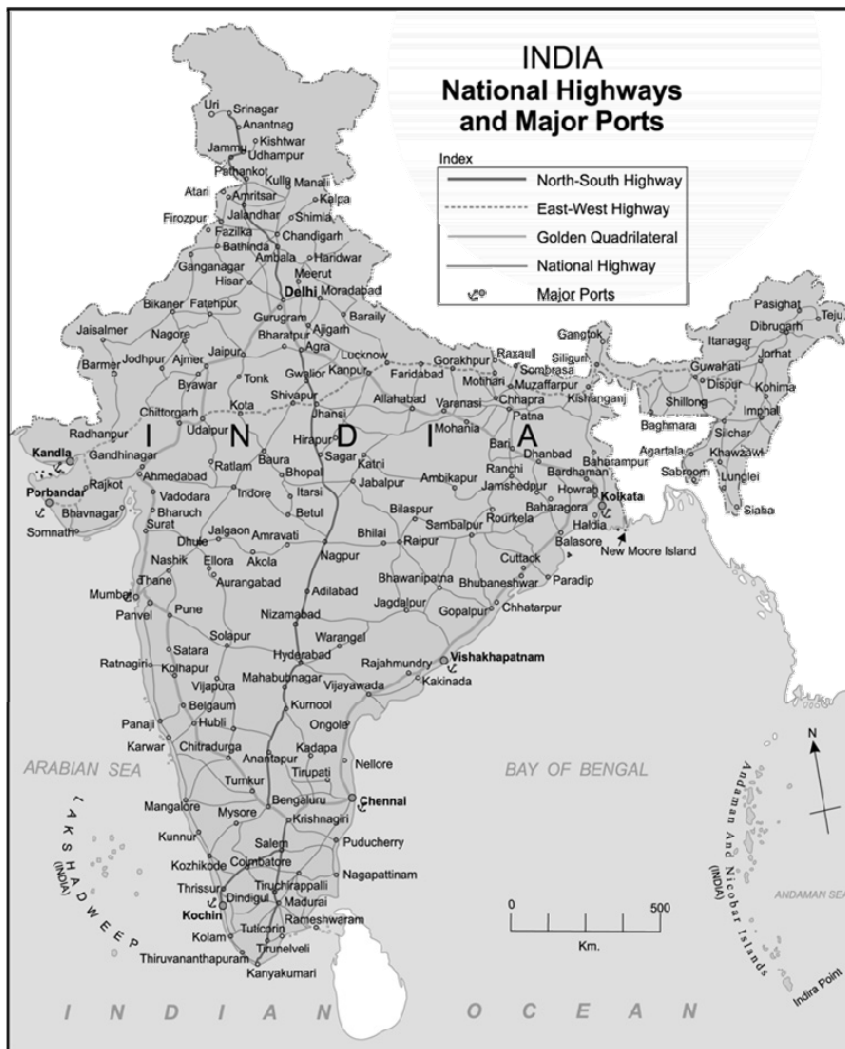 INDIA
National Highways
and Major Ports
Index
North-South Highway
East-West Highway
Golden Quadrilateral
National Highway
Major Ports
Uri
Srinagar
Anantnag
Kishtwar
Jammu
Udhampur
Pathankot
Kullo
Manali
Atari
Amritsar
Kalpa
Jalandhar
Shimla
Firozpur
Fazilka
Chandigarh
Bathinda
Ambala
Haridwar
Ganganagar
Meerut
Hisar
Delhi
Moradabad
Bikaner
Fatehpur
Gurugram
Baraily
Jaisalmer
Nagore
Bharatpur
Ajigarh
Agra
Barmer
Jodhpur
Ajmer
Jaipur
Lucknow
Gorakhpur
Raxaul
Sombrasa
Gangtok
Siliguri
Itanagar
Pasighat
Teju
Dibrugarh
Jorhat
Guwahati
Dispur
Kohima
Byawar
Tonk
Gwalior
Kanpur
Faridabad
Motihari
Muzaffarpur
Kishanganj
Shillong
Imphal
Chittorgarh
Kota
Shivapur
Jhansi
Allahabad
Varanasi
Chhapra
Patna
Mohania
Baghmara
Silchar
Radhanpur
Udaipur
I N D I A
Kandla
Gandhinagar
Hirapur
Sagar
Katri
Bari
Dhanbad
Baharampur
Agartala
Khawzawl
Ahmedabad
Ratlam
Baura
Bhopal
Jabalpur
Ambikapur
Ranchi
Bardhaman
Sabroom
Lunglei
Porbandar
Rajkot
Vadodara
Indore
Itarsi
Jamshedpur
Howrah
Kolkata
Siaha
Bhavnagar
Bharuch
Betul
Bilaspur
Rourkela
Baharagora
Haldia
Somnath
Surat
Jalgaon
Amravati
Bhilai
Raipur
Sambalpur
Balasore
New Moore Island
Dhule
Nagpur
Nashik
Ellora
Akola
Cuttack
Thane
Aurangabad
Adilabad
Bhawanipatna
Bhubaneshwar
Paradip
Mumbai
Panvel
Pune
Nizamabad
Jagdalpur
Gopalpur
Chhatarpur
Satara
Solapur
Warangal
Ratnagiri
Kolhapur
Hyderabad
Rajahmundry
Vishakhapatnam
Vijapura
Mahabubnagar
Vijayawada
Kakinada
Belgaum
Kurnool
Panaji
Hubli
Ongole
Karwar
Chitradurga
Anantapur
Kadapa
Nellore
ARABIAN SEA
BAY OF BENGAL
N
Tumkur
Tirupati
Mangalore
Bengaluru
Chennai
Mysore
Krishnagiri
Kunnur
Salem
Puducherry
Kozhikode
Coimbatore
Nagapattinam
Thrissur
Tiruchirappalli
Dindigul
Madurai
Kochin
Rameshwaram
Kolam
Tuticorin
Tirunelveli
Thiruvananthapuram
Kanyakumari
LAKSHADWEEP
(INDIA)
Andaman And Nicobar Islands
(INDIA)
ANDAMAN SEA
Indira Point
0 500
Km.
INDIAN OCEAN